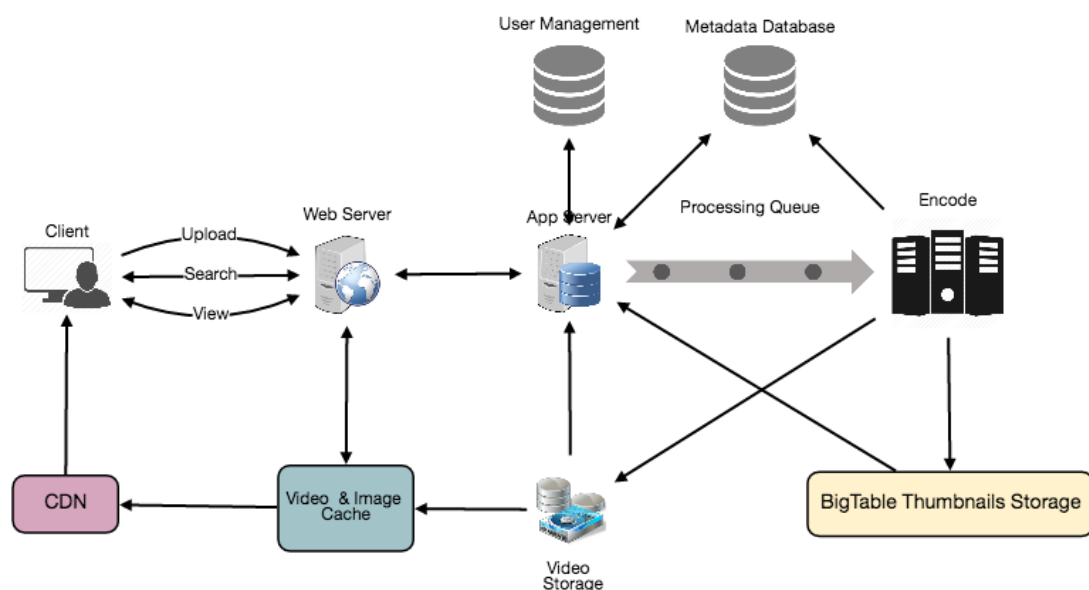 User Management
Metadata Database
Client
Upload
Web Server
App Server
Processing Queue
Encode
Search
View
CDN
Video & Image
Cache
BigTable Thumbnails Storage
Video
Storage